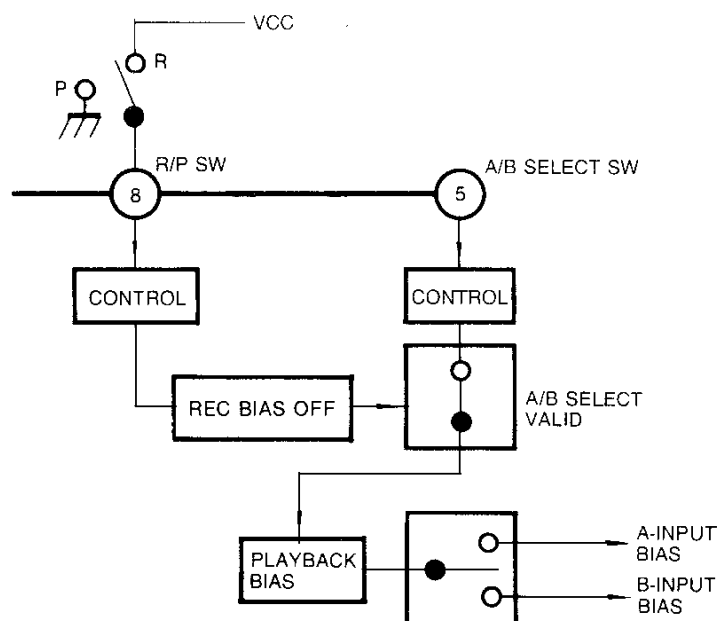 VCC
R
P
R/P SW
A/B SELECT SW
8
5
CONTROL
CONTROL
REC BIAS OFF
A/B SELECT
VALID
PLAYBACK
BIAS
A-INPUT
BIAS
B-INPUT
BIAS